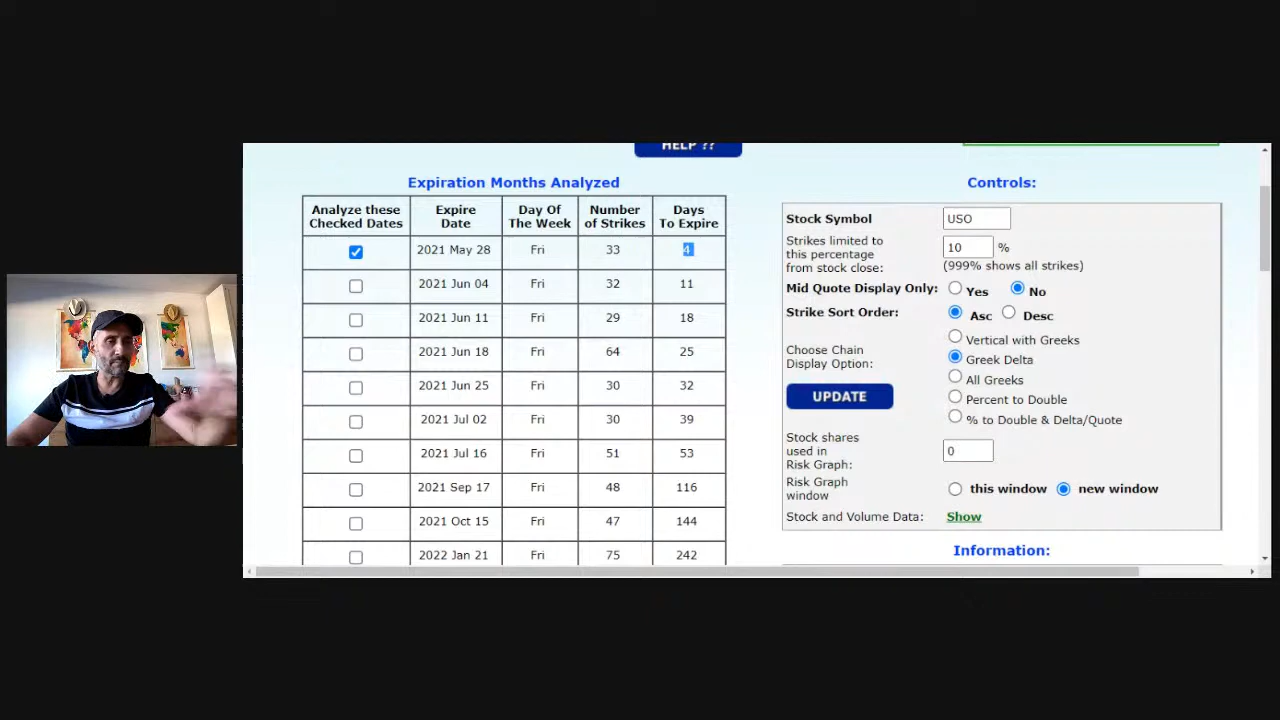 HELP ??
Expiration Months Analyzed
Analyze these
Checked Dates
Expire
Date
Day Of
The Week
Number
of Strikes
Days
To Expire
2021 May 28 Fri 33 4
2021 Jun 04 Fri 32 11
2021 Jun 11 Fri 29 18
2021 Jun 18 Fri 64 25
2021 Jun 25 Fri 30 32
2021 Jul 02 Fri 30 39
2021 Jul 16 Fri 51 53
2021 Sep 17 Fri 48 116
2021 Oct 15 Fri 47 144
2022 Jan 21 Fri 75 242
Controls:
Stock Symbol USO
Strikes limited to
this percentage
from stock close:
10 %
(999% shows all strikes)
Mid Quote Display Only: Yes No
Strike Sort Order: Asc Desc
Choose Chain
Display Option:
UPDATE
Vertical with Greeks
Greek Delta
All Greeks
Percent to Double
% to Double & Delta/Quote
Stock shares
used in
Risk Graph:
0
Risk Graph
window
this window new window
Stock and Volume Data: Show
Information: